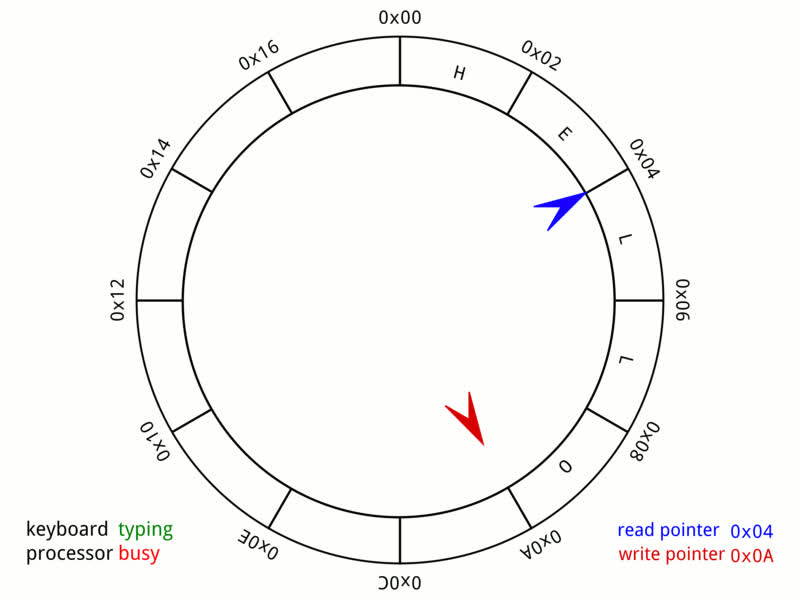 0x00
0x02
0x04
0x06
0x08
0x0A
0x0C
0x0E
0x10
0x12
0x14
0x16
H
E
L
L
O
keyboard typing
processor busy
read pointer 0x04
write pointer 0x0A